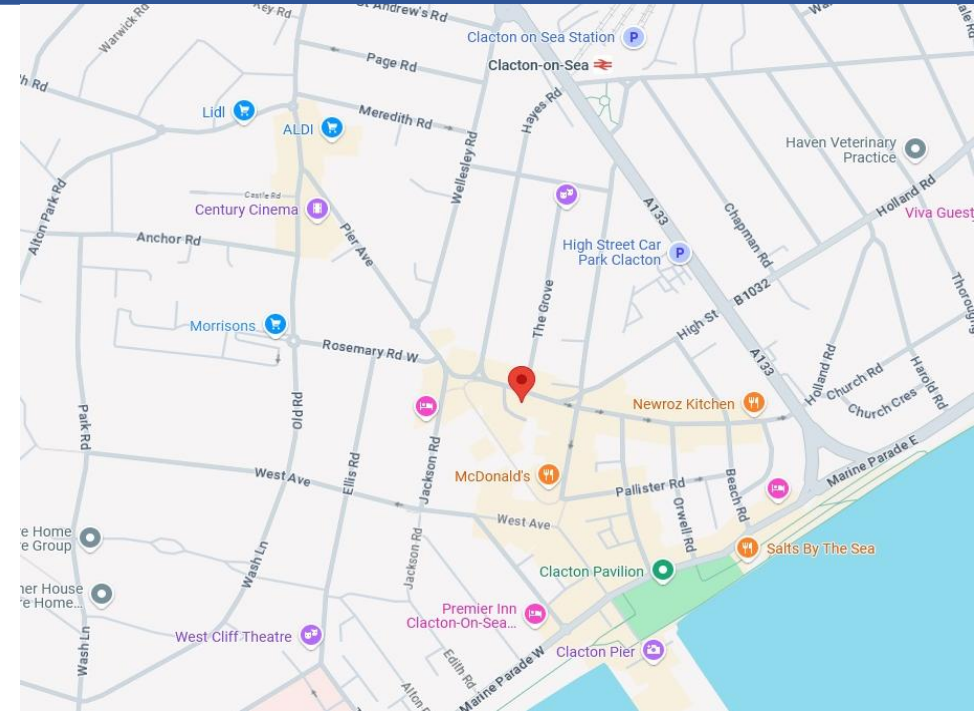 Warwick Rd
Key Rd
St Andrew's Rd
Page Rd
Clacton on Sea Station
P
Clacton-on-Sea
h Rd
Lidl
ALDI
Meredith Rd
Hayes Rd
Wellesley Rd
Haven Veterinary
Practice
Holland Rd
Viva Guest
Alton Park Rd
Castle Rd
Century Cinema
Anchor Rd
Pier Ave
A133
Chapman Rd
High Street Car
Park Clacton
P
B1032
The Grove
High St
Morrisons
Rosemary Rd W
A133
Holland Rd
Church Rd
Church Cres
Harold Rd
Park Rd
Old Rd
Newroz Kitchen
Marine Parade E
Ellis Rd
Jackson Rd
West Ave
McDonald's
Pallister Rd
Beach Rd
Orwell Rd
West Ave
e Home
e Group
Wash Ln
Jackson Rd
Salts By The Sea
Clacton Pavilion
er House
e Home...
Premier Inn
Clacton-On-Sea...
West Cliff Theatre
Clacton Pier
Wash Ln
Edith Rd
Marine Parade W